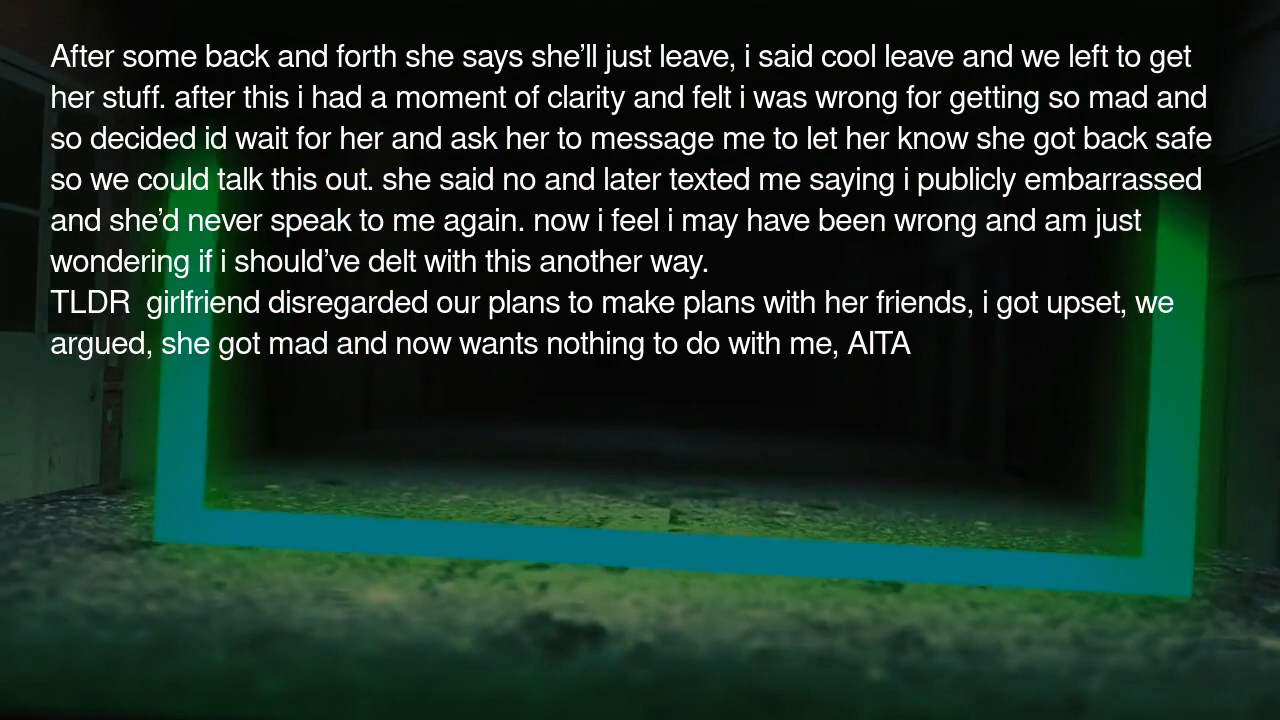 After some back and forth she says she’ll just leave, i said cool leave and we left to get
her stuff. after this i had a moment of clarity and felt i was wrong for getting so mad and
so decided id wait for her and ask her to message me to let her know she got back safe
so we could talk this out. she said no and later texted me saying i publicly embarrassed
and she’d never speak to me again. now i feel i may have been wrong and am just
wondering if i should’ve delt with this another way.
TLDR  girlfriend disregarded our plans to make plans with her friends, i got upset, we
argued, she got mad and now wants nothing to do with me, AITA